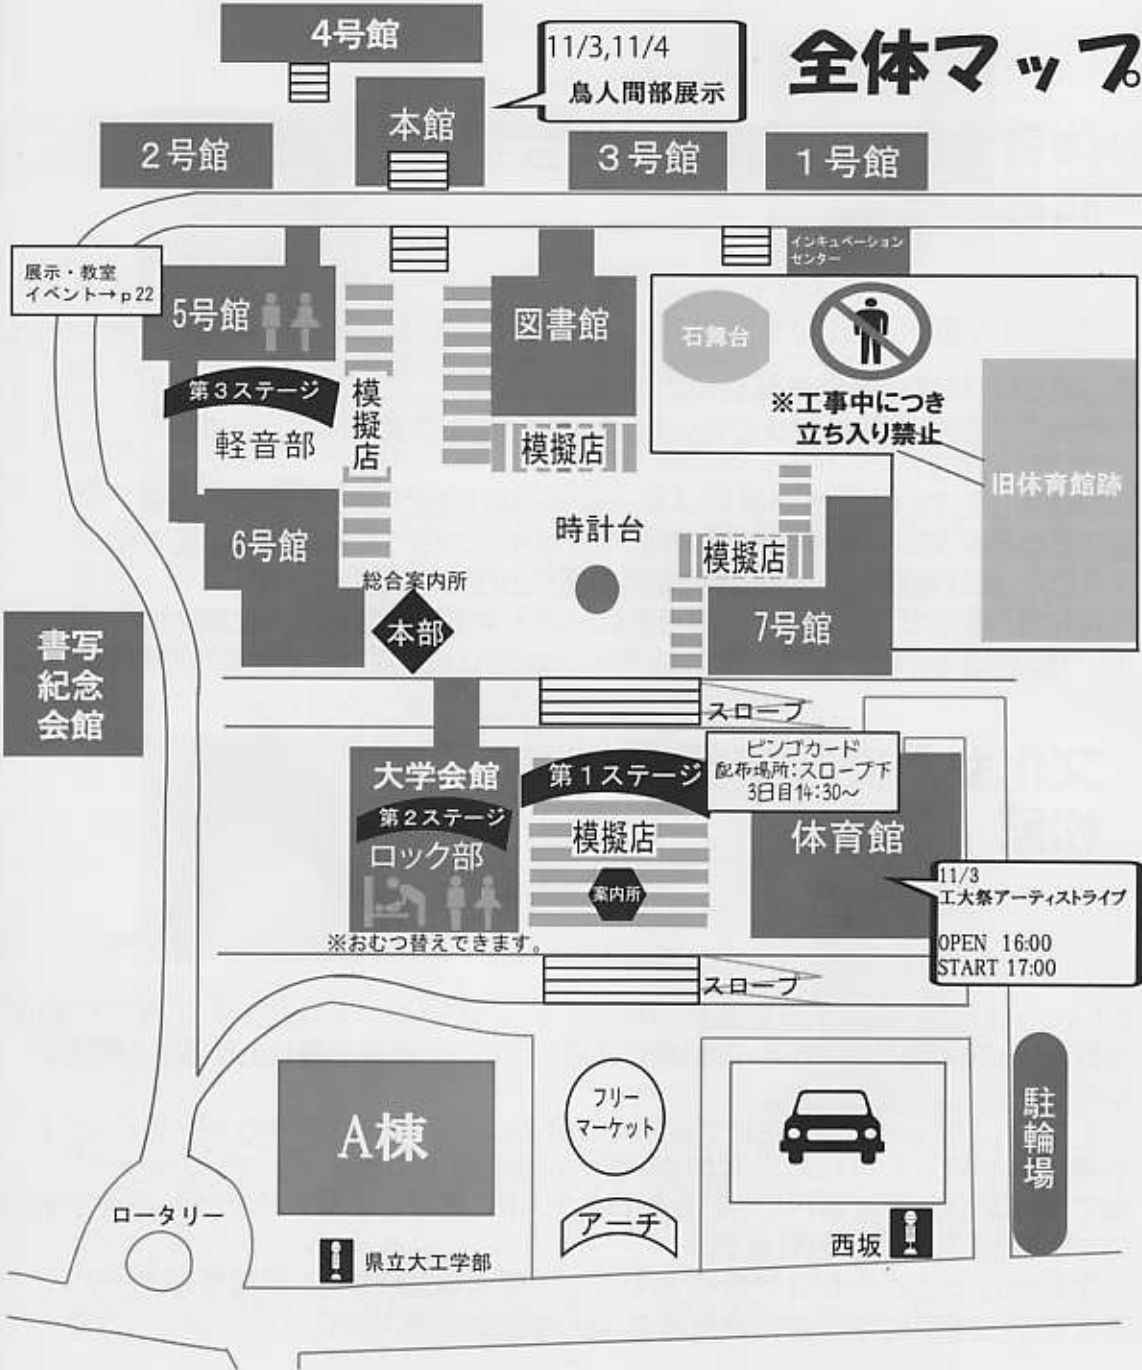 全体マップ。
4号館
11/3,11/4
鳥人間部展示
本館
2号館
3号館
1号館
インキュベーション
センター
展示・教室
イベント→p22
5号館
図書館
石舞台
第3ステージ
模擬店
※工事中につき
立ち入り禁止
軽音部
模擬店
旧体育館跡
時計台
6号館
模擬店
総合案内所
本部
7号館
書写
紀念
会館
スロープ
ビンゴカード
配布場所:スロープ下
3日目14:30〜
大学会館
第1ステージ
第2ステージ
ロック部
模擬店
体育館
案内所
11/3
工大祭アーティストライブ
OPEN 16:00
START 17:00
※おむつ替えできます。
スロープ
A棟
フリー
マーケット
駐輪場
ロータリー
アーチ
西坂
県立大工学部